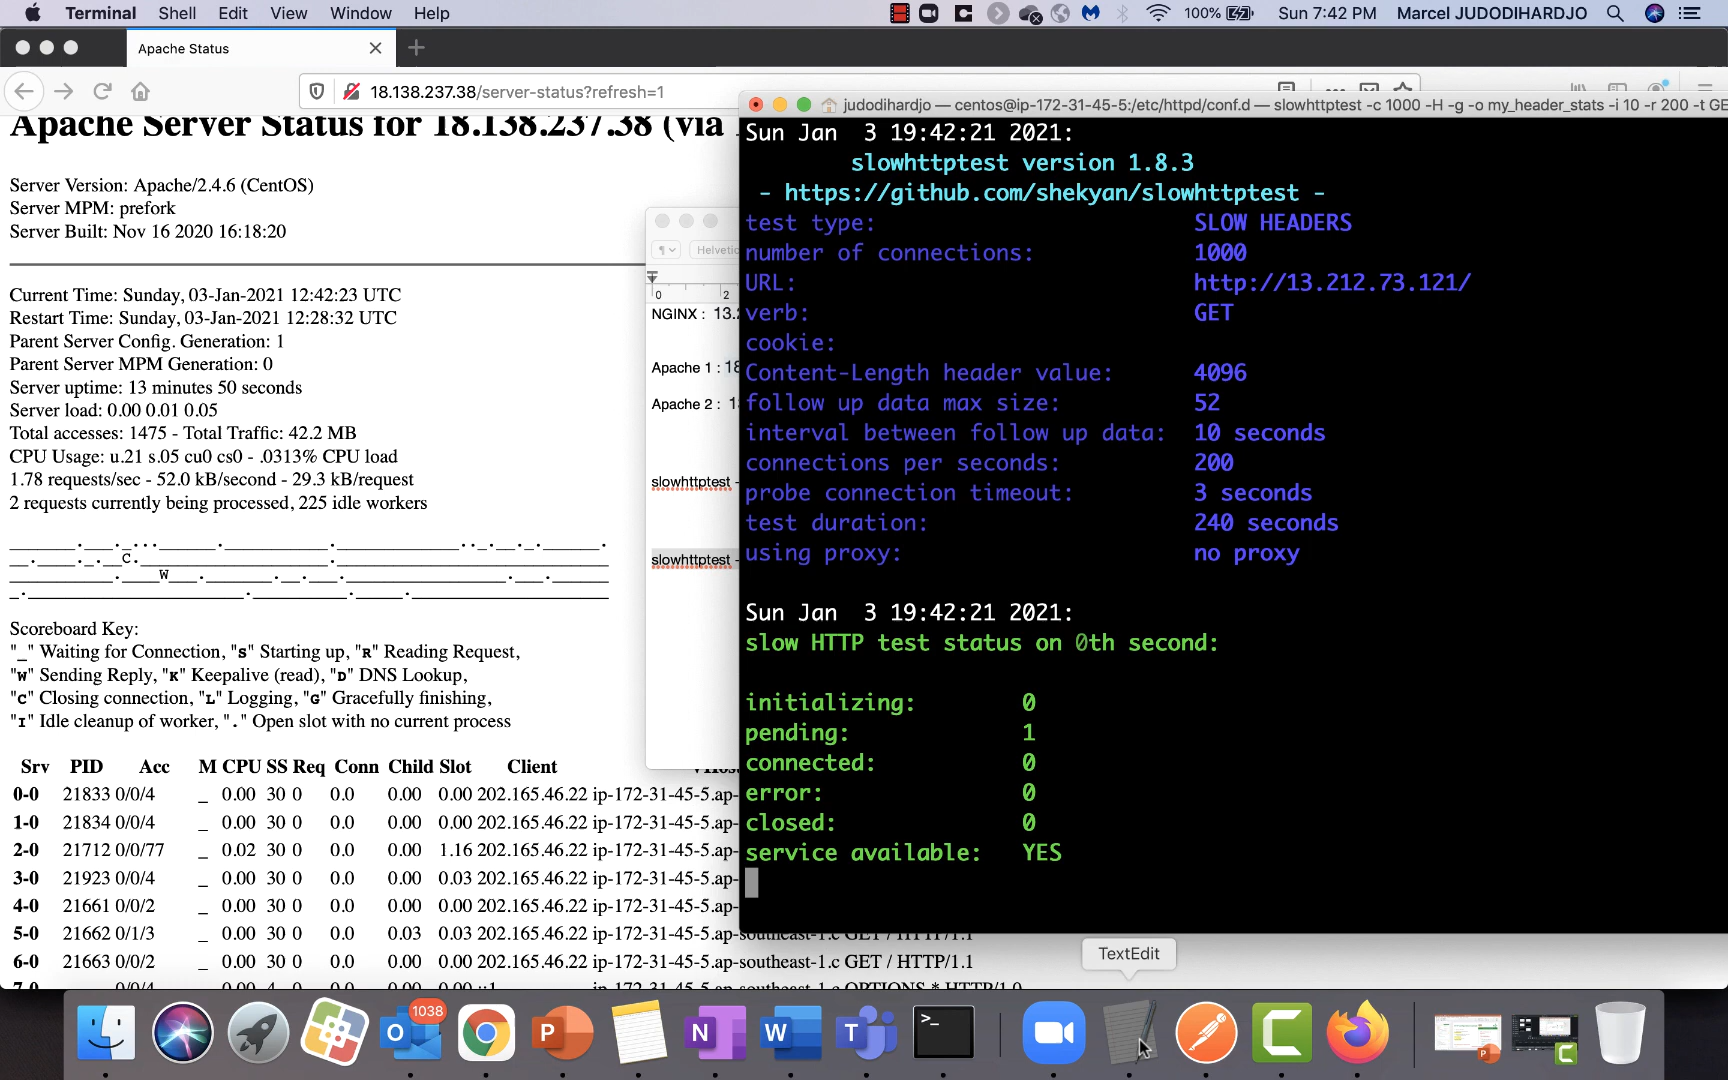 Terminal Shell Edit View Window Help
100% Sun 7:42 PM Marcel JUDODIHARDJO
Apache Status
18.138.237.38/server-status?refresh=1
judodihardjo — centos@ip-172-31-45-5:/etc/httpd/conf.d — slowhttptest -c 1000 -H -g -o my_header_stats -i 10 -r 200 -t GE
Apache Server Status for 18.138.237.38 (via
Server Version: Apache/2.4.6 (CentOS)
Server MPM: prefork
Server Built: Nov 16 2020 16:18:20
Current Time: Sunday, 03-Jan-2021 12:42:23 UTC
Restart Time: Sunday, 03-Jan-2021 12:28:32 UTC
Parent Server Config. Generation: 1
Parent Server MPM Generation: 0
Server uptime: 13 minutes 50 seconds
Server load: 0.00 0.01 0.05
Total accesses: 1475 - Total Traffic: 42.2 MB
CPU Usage: u.21 s.05 cu0 cs0 - .0313% CPU load
1.78 requests/sec - 52.0 kB/second - 29.3 kB/request
2 requests currently being processed, 225 idle workers
C
W
Scoreboard Key:
"_" Waiting for Connection, "S" Starting up, "R" Reading Request,
"W" Sending Reply, "K" Keepalive (read), "D" DNS Lookup,
"C" Closing connection, "L" Logging, "G" Gracefully finishing,
"I" Idle cleanup of worker, "." Open slot with no current process
Srv PID Acc M CPU SS Req Conn Child Slot Client
0-0 21833 0/0/4 _ 0.00 30 0 0.0 0.00 0.00 202.165.46.22 ip-172-31-45-5.ap-
1-0 21834 0/0/4 _ 0.00 30 0 0.0 0.00 0.00 202.165.46.22 ip-172-31-45-5.ap-
2-0 21712 0/0/77 _ 0.02 30 0 0.0 0.00 1.16 202.165.46.22 ip-172-31-45-5.ap-
3-0 21923 0/0/4 _ 0.00 30 0 0.0 0.00 0.03 202.165.46.22 ip-172-31-45-5.ap-
4-0 21661 0/0/2 _ 0.00 30 0 0.0 0.00 0.00 202.165.46.22 ip-172-31-45-5.ap-
5-0 21662 0/1/3 _ 0.00 30 0 0.0 0.03 0.03 202.165.46.22 ip-172-31-45-5.ap-southeast-1.c GET / HTTP/1.1
6-0 21663 0/0/2 _ 0.00 30 0 0.0 0.00 0.00 202.165.46.22 ip-172-31-45-5.ap-southeast-1.c GET / HTTP/1.1
Helvetic
0 2
NGINX : 13.2
Apache 1 : 18
Apache 2 :
slowhttptest -
slowhttptest -
Sun Jan 3 19:42:21 2021:
slowhttptest version 1.8.3
- https://github.com/shekyan/slowhttptest -
test type: SLOW HEADERS
number of connections: 1000
URL: http://13.212.73.121/
verb: GET
cookie:
Content-Length header value: 4096
follow up data max size: 52
interval between follow up data: 10 seconds
connections per seconds: 200
probe connection timeout: 3 seconds
test duration: 240 seconds
using proxy: no proxy
Sun Jan 3 19:42:21 2021:
slow HTTP test status on 0th second:
initializing: 0
pending: 1
connected: 0
error: 0
closed: 0
service available: YES
TextEdit
1038